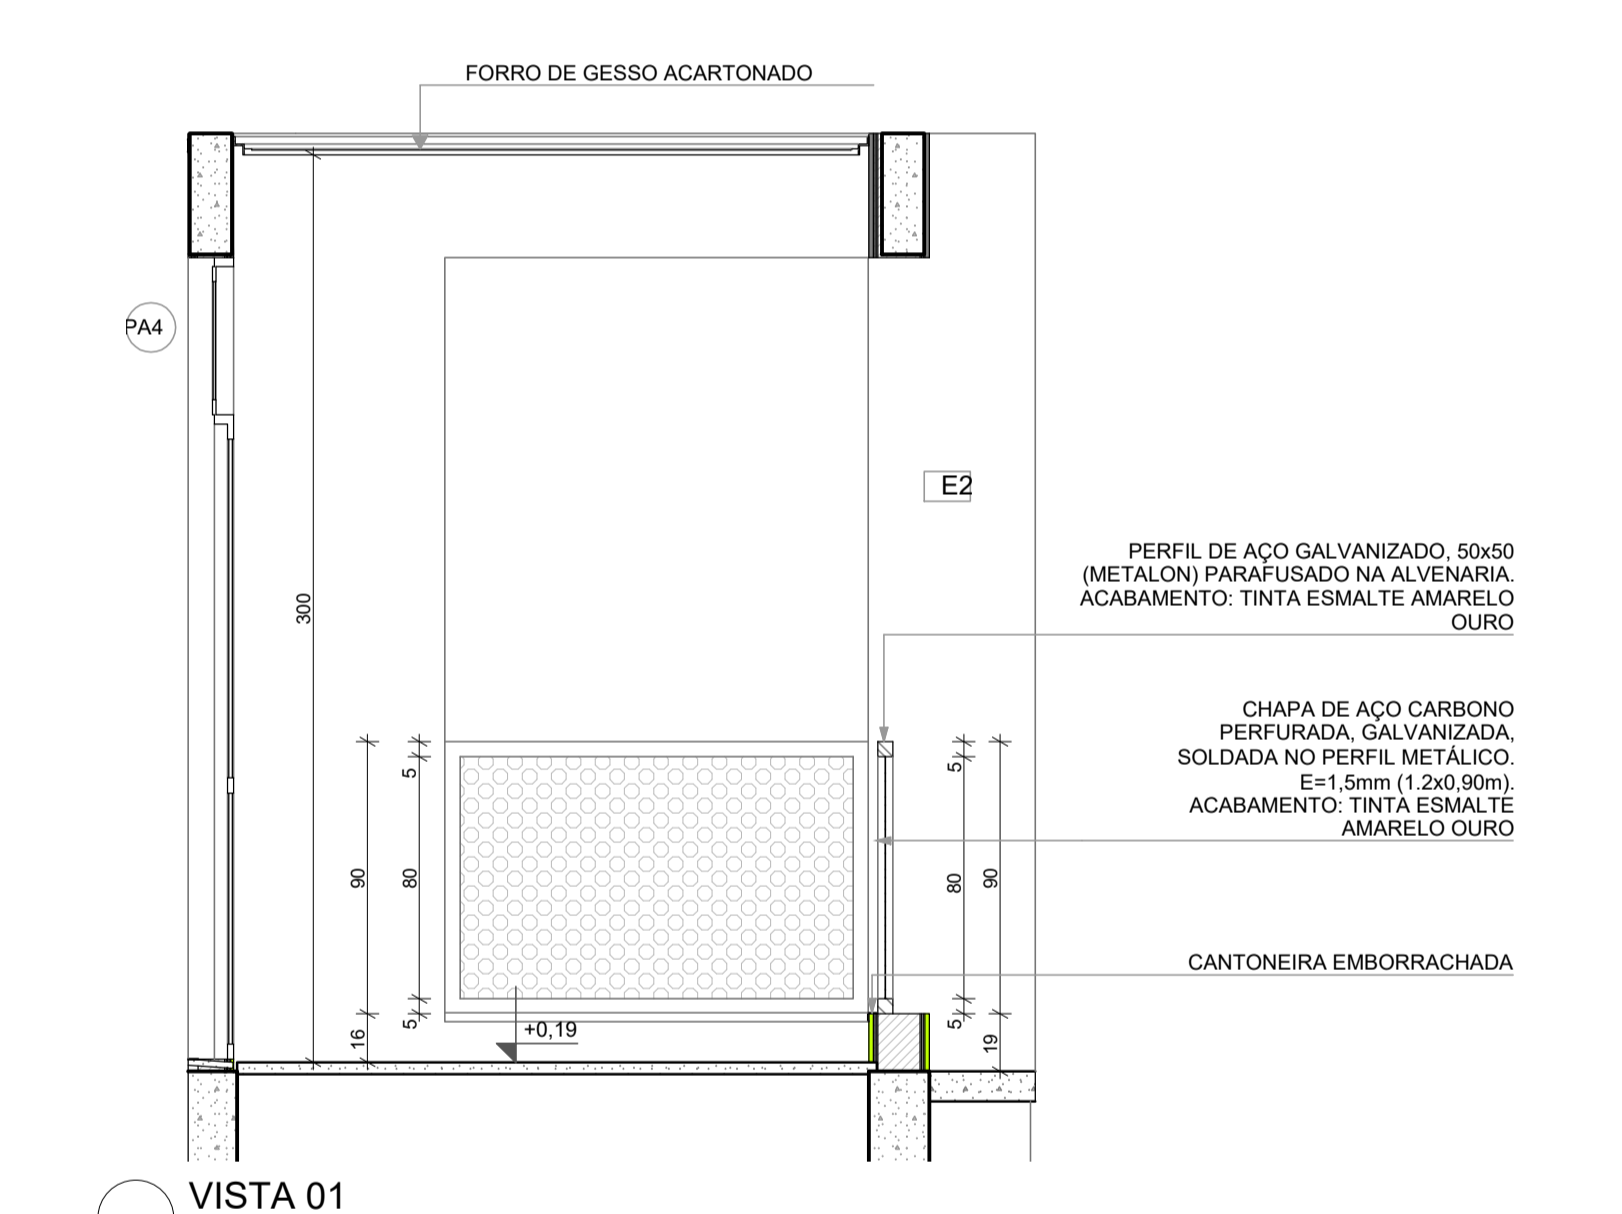 FORRO DE GESSO ACARTONADO
PA4
E2
PERFIL DE AÇO GALVANIZADO, 50x50
(METALON) PARAFUSADO NA ALVENARIA.
ACABAMENTO: TINTA ESMALTE AMARELO
OURO
300
CHAPA DE AÇO CARBONO
PERFURADA, GALVANIZADA,
SOLDADA NO PERFIL METÁLICO.
E=1,5mm (1.2x0,90m).
ACABAMENTO: TINTA ESMALTE
AMARELO OURO
5
5
90
80
80
90
CANTONEIRA EMBORRACHADA
16
5
+0,19
5
19
VISTA 01